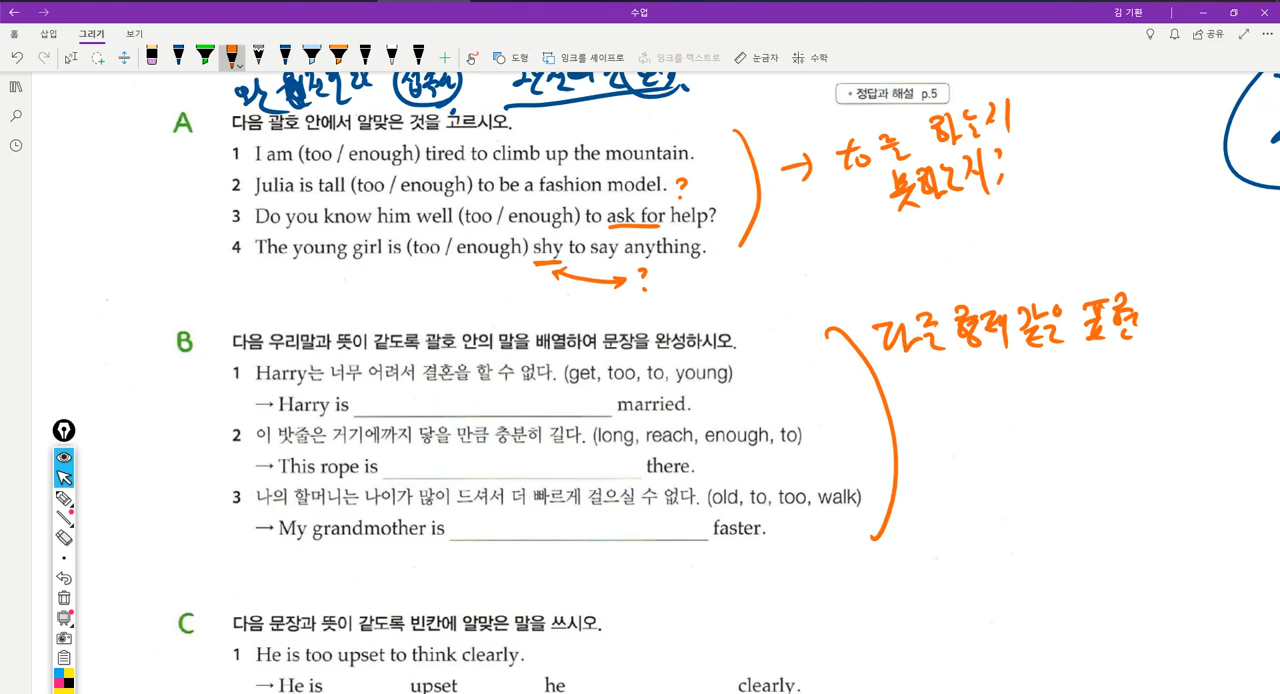 수업
김 기환
홈 삽입 그리기 보기
공유
도형 잉크를 셰이프로 잉크를 텍스트로 눈금자 수학
• 정답과 해설 p.5
A 다음 괄호 안에서 알맞은 것을 고르시오.
1 I am (too / enough) tired to climb up the mountain.
2 Julia is tall (too / enough) to be a fashion model. ?
3 Do you know him well (too / enough) to ask for help?
4 The young girl is (too / enough) shy to say anything.
?
→ to를 하는지
못하는지?
B 다음 우리말과 뜻이 같도록 괄호 안의 말을 배열하여 문장을 완성하시오.
다른 형태 같은 표현
1 Harry는 너무 어려서 결혼을 할 수 없다. (get, too, to, young)
→ Harry is married.
2 이 밧줄은 거기에까지 닿을 만큼 충분히 길다. (long, reach, enough, to)
→ This rope is there.
3 나의 할머니는 나이가 많이 드셔서 더 빠르게 걸으실 수 없다. (old, to, too, walk)
→ My grandmother is faster.
C 다음 문장과 뜻이 같도록 빈칸에 알맞은 말을 쓰시오.
1 He is too upset to think clearly.
→ He is upset he clearly.